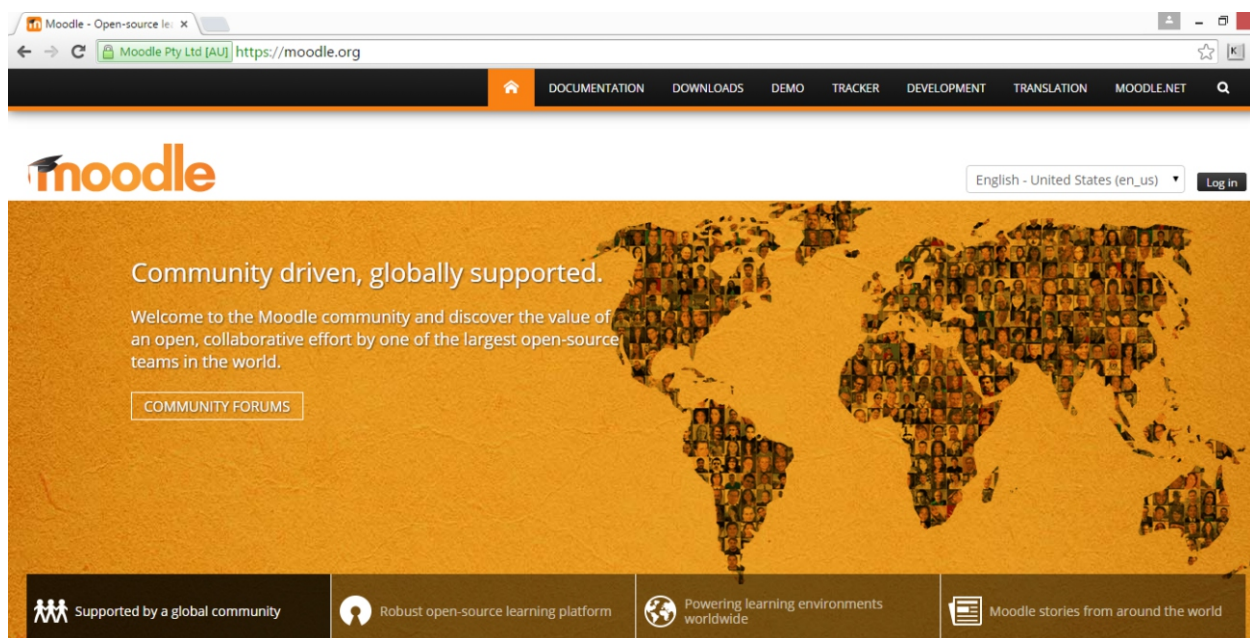 Moodle - Open-source le
Moodle Pty Ltd [AU] https://moodle.org
K
DOCUMENTATION DOWNLOADS DEMO TRACKER DEVELOPMENT TRANSLATION MOODLE.NET
moodle
English - United States (en_us) Log in
Community driven, globally supported.
Welcome to the Moodle community and discover the value of
an open, collaborative effort by one of the largest open-source
teams in the world.
COMMUNITY FORUMS
Supported by a global community
Robust open-source learning platform
Powering learning environments
worldwide
Moodle stories from around the world